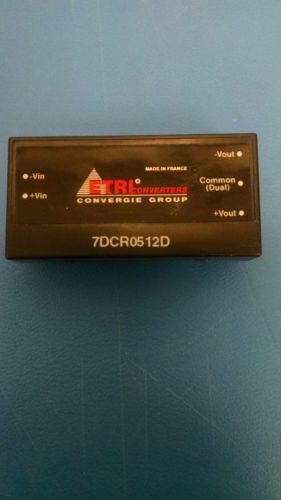 -Vout
MADE IN FRANCE
-Vin
ETRI®
CONVERTERS
Common
(Dual)
+Vin
CONVERGIE GROUP
+Vout
7DCR0512D